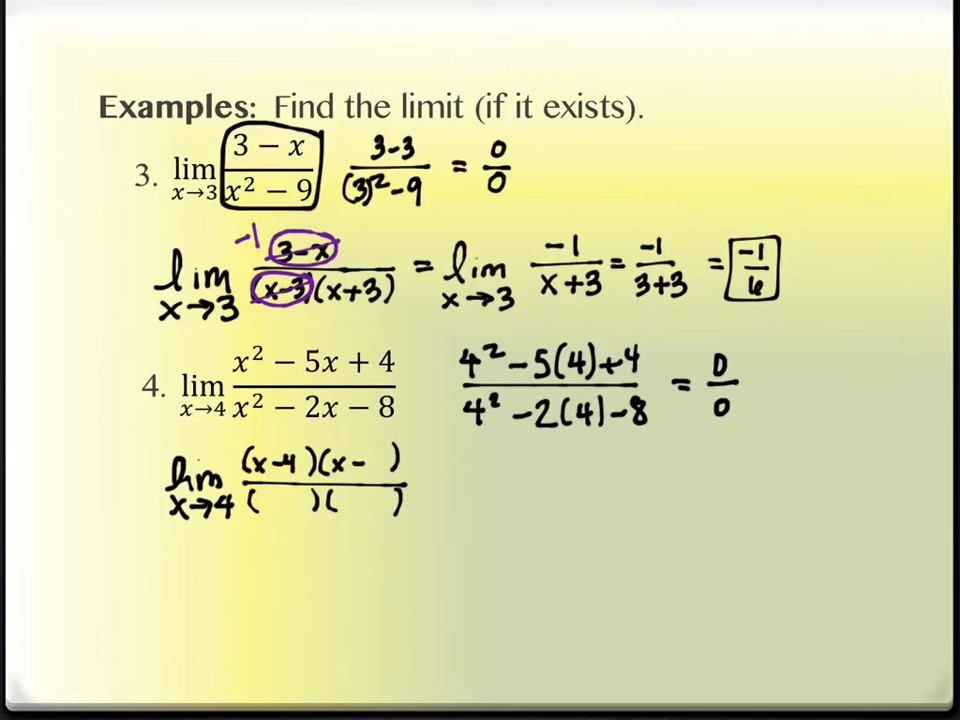 Examples: Find the limit (if it exists).
3. lim x→3 (3 − x)/(x² − 9) (3-3)/((3)²-9) = 0/0
lim x→3 -1 (3-x)/((x-3)(x+3)) = lim x→3 -1/(x+3) = -1/(3+3) = -1/6
4. lim x→4 (x² − 5x + 4)/(x² − 2x − 8) (4²-5(4)+4)/(4²-2(4)-8) = 0/0
lim x→4 (x-4)(x- )/( )( )